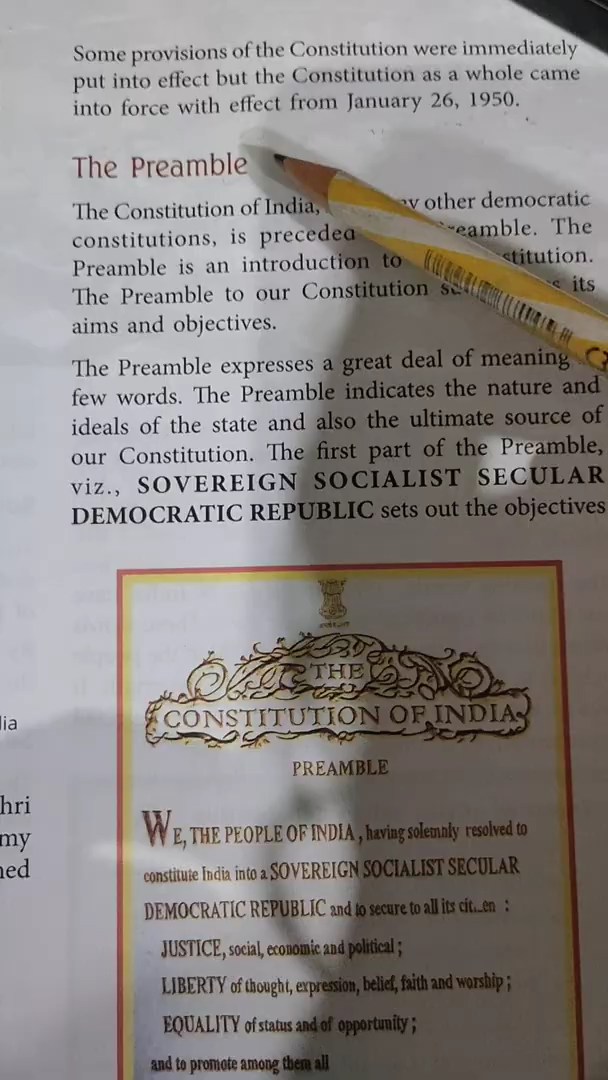 Some provisions of the Constitution were immediately
put into effect but the Constitution as a whole came
into force with effect from January 26, 1950.
The Preamble
The Constitution of India, other democratic
constitutions, is preceded The
Preamble is an introduction to
The Preamble to our Constitution its
aims and objectives.
The Preamble expresses a great deal of meaning
few words. The Preamble indicates the nature and
ideals of the state and also the ultimate source of
our Constitution. The first part of the Preamble,
viz., SOVEREIGN SOCIALIST SECULAR
DEMOCRATIC REPUBLIC sets out the objectives
THE
CONSTITUTION OF INDIA
PREAMBLE
WE, THE PEOPLE OF INDIA, having solemnly resolved to
constitute India into a SOVEREIGN SOCIALIST SECULAR
DEMOCRATIC REPUBLIC and to secure to all its :
JUSTICE, social, economic and political ;
LIBERTY of thought, expression, belief, faith and worship ;
EQUALITY of status and of opportunity ;
and to promote among them all
lia
hri
my
ned